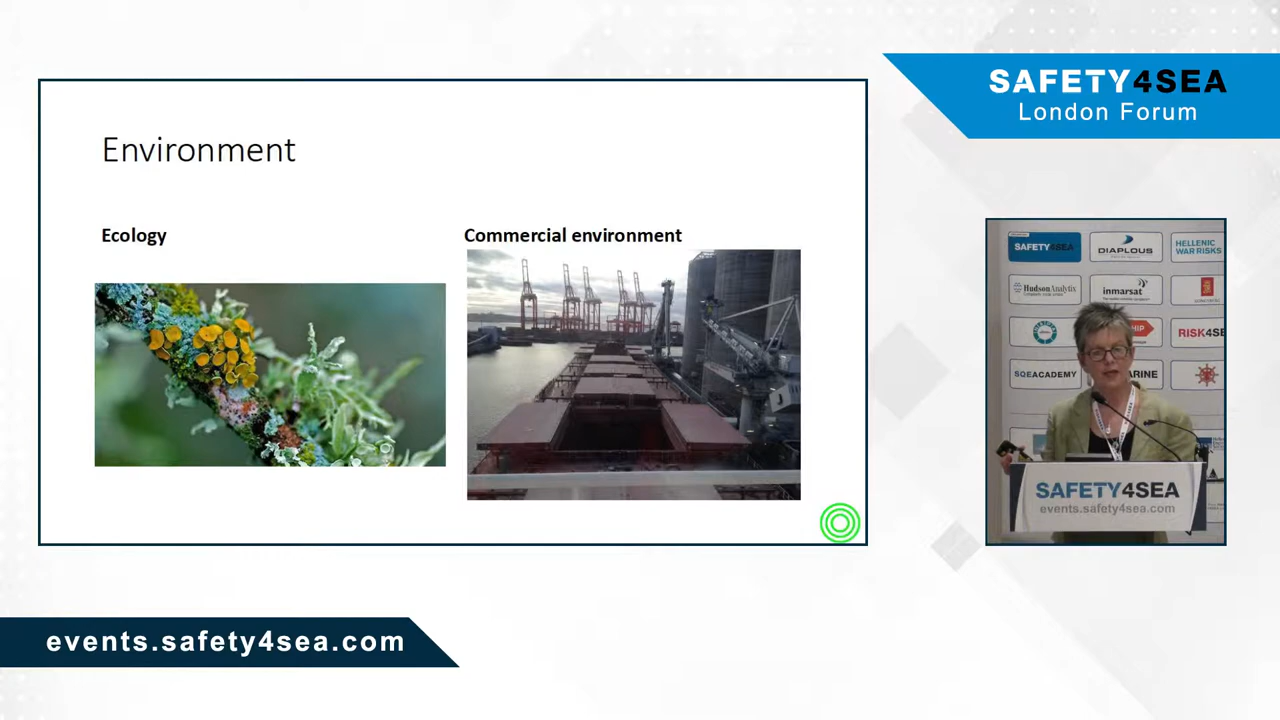 SAFETY4SEA
London Forum
Environment
Ecology
Commercial environment
SAFETY4SEA
DIAPLOUS
HELLENIC
WAR RISKS
HudsonAnalytix
inmarsat
HIP
RISK4SE
SQEACADEMY
ARINE
SAFETY4SEA
events.safety4sea.com
events.safety4sea.com